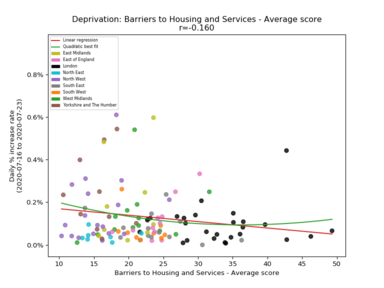 Deprivation: Barriers to Housing and Services - Average score
r=-0.160
Linear regression
Quadratic best fit
East Midlands
East of England
London
North East
North West
South East
South West
West Midlands
Yorkshire and The Humber
Daily % increase rate
(2020-07-16 to 2020-07-23)
0.8%
0.6%
0.4%
0.2%
0.0%
10 15 20 25 30 35 40 45 50
Barriers to Housing and Services - Average score